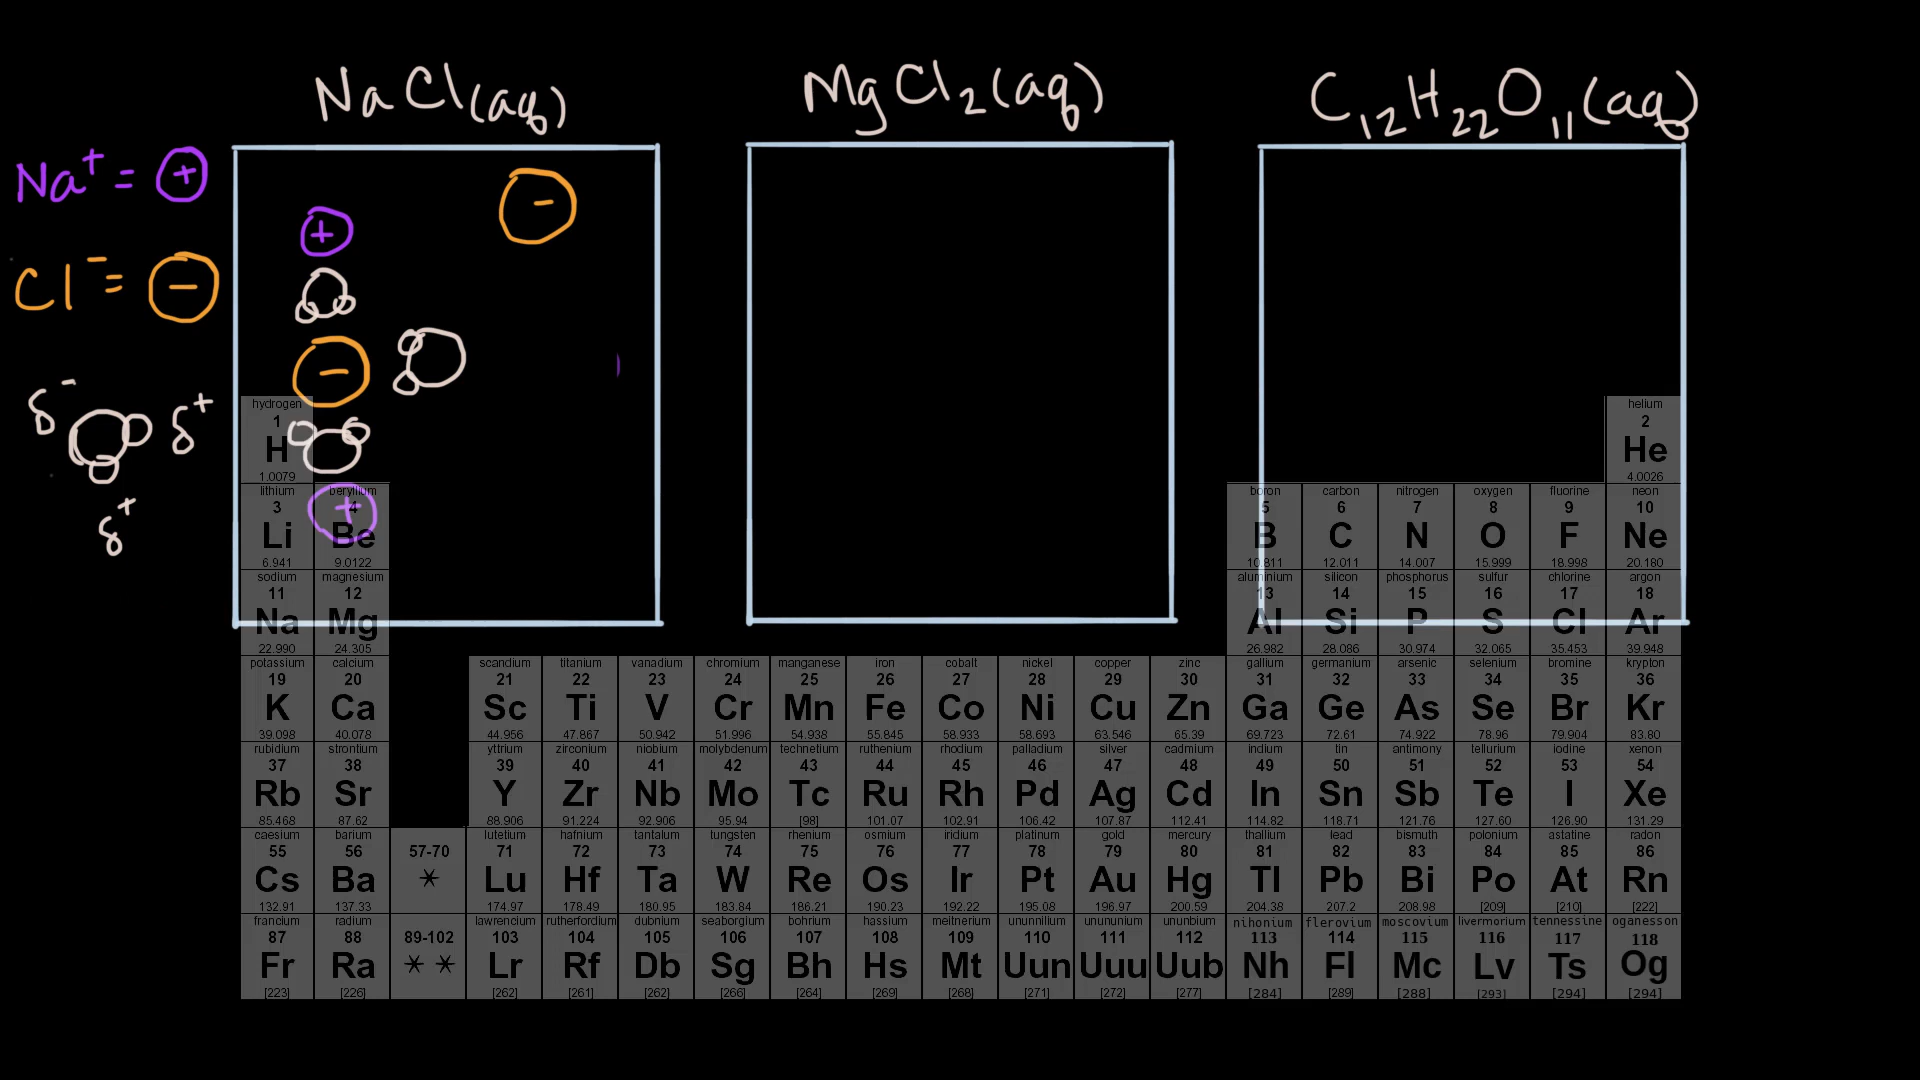 NaCl(aq) MgCl2(aq) C12H22O11(aq)
Na+ = +
-
+
Cl- = -
-
δ- δ+
δ+
+
hydrogen helium
1 2
H He
1.0079 4.0026
lithium beryllium boron carbon nitrogen oxygen fluorine neon
3 4 5 6 7 8 9 10
Li Be B C N O F Ne
6.941 9.0122 10.811 12.011 14.007 15.999 18.998 20.180
sodium magnesium aluminium silicon phosphorus sulfur chlorine argon
11 12 13 14 15 16 17 18
Na Mg Al Si P S Cl Ar
22.990 24.305 26.982 28.086 30.974 32.065 35.453 39.948
potassium calcium scandium titanium vanadium chromium manganese iron cobalt nickel copper zinc gallium germanium arsenic selenium bromine krypton
19 20 21 22 23 24 25 26 27 28 29 30 31 32 33 34 35 36
K Ca Sc Ti V Cr Mn Fe Co Ni Cu Zn Ga Ge As Se Br Kr
39.098 40.078 44.956 47.867 50.942 51.996 54.938 55.845 58.933 58.693 63.546 65.39 69.723 72.61 74.922 78.96 79.904 83.80
rubidium strontium yttrium zirconium niobium molybdenum technetium ruthenium rhodium palladium silver cadmium indium tin antimony tellurium iodine xenon
37 38 39 40 41 42 43 44 45 46 47 48 49 50 51 52 53 54
Rb Sr Y Zr Nb Mo Tc Ru Rh Pd Ag Cd In Sn Sb Te I Xe
85.468 87.62 88.906 91.224 92.906 95.94 [98] 101.07 102.91 106.42 107.87 112.41 114.82 118.71 121.76 127.60 126.90 131.29
caesium barium lutetium hafnium tantalum tungsten rhenium osmium iridium platinum gold mercury thallium lead bismuth polonium astatine radon
55 56 57-70 71 72 73 74 75 76 77 78 79 80 81 82 83 84 85 86
Cs Ba * Lu Hf Ta W Re Os Ir Pt Au Hg Tl Pb Bi Po At Rn
132.91 137.33 174.97 178.49 180.95 183.84 186.21 190.23 192.22 195.08 196.97 200.59 204.38 207.2 208.98 [209] [210] [222]
francium radium lawrencium rutherfordium dubnium seaborgium bohrium hassium meitnerium ununnilium unununium ununbium nihonium flerovium moscovium livermorium tennessine oganesson
87 88 89-102 103 104 105 106 107 108 109 110 111 112 113 114 115 116 117 118
Fr Ra * * Lr Rf Db Sg Bh Hs Mt Uun Uuu Uub Nh Fl Mc Lv Ts Og
[223] [226] [262] [261] [262] [266] [264] [269] [268] [271] [272] [277] [284] [289] [288] [293] [294] [294]